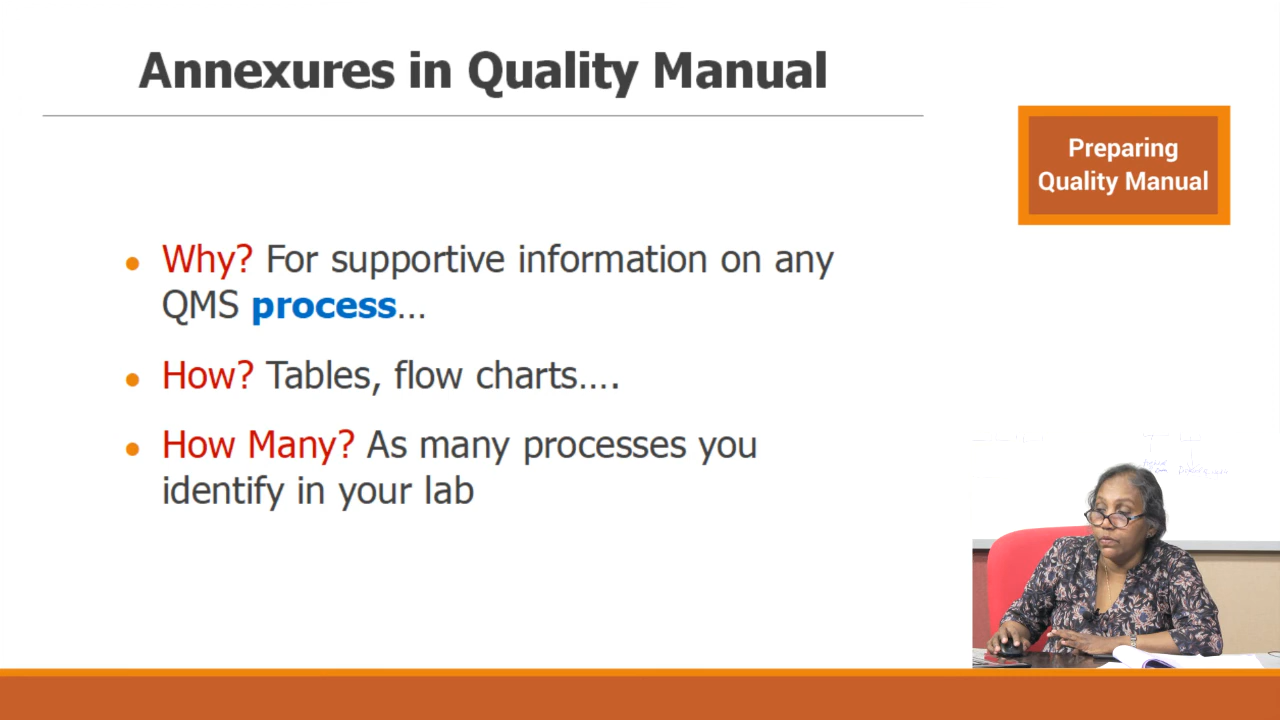 Annexures in Quality Manual
Preparing
Quality Manual
• Why? For supportive information on any
QMS process...
• How? Tables, flow charts....
• How Many? As many processes you
identify in your lab